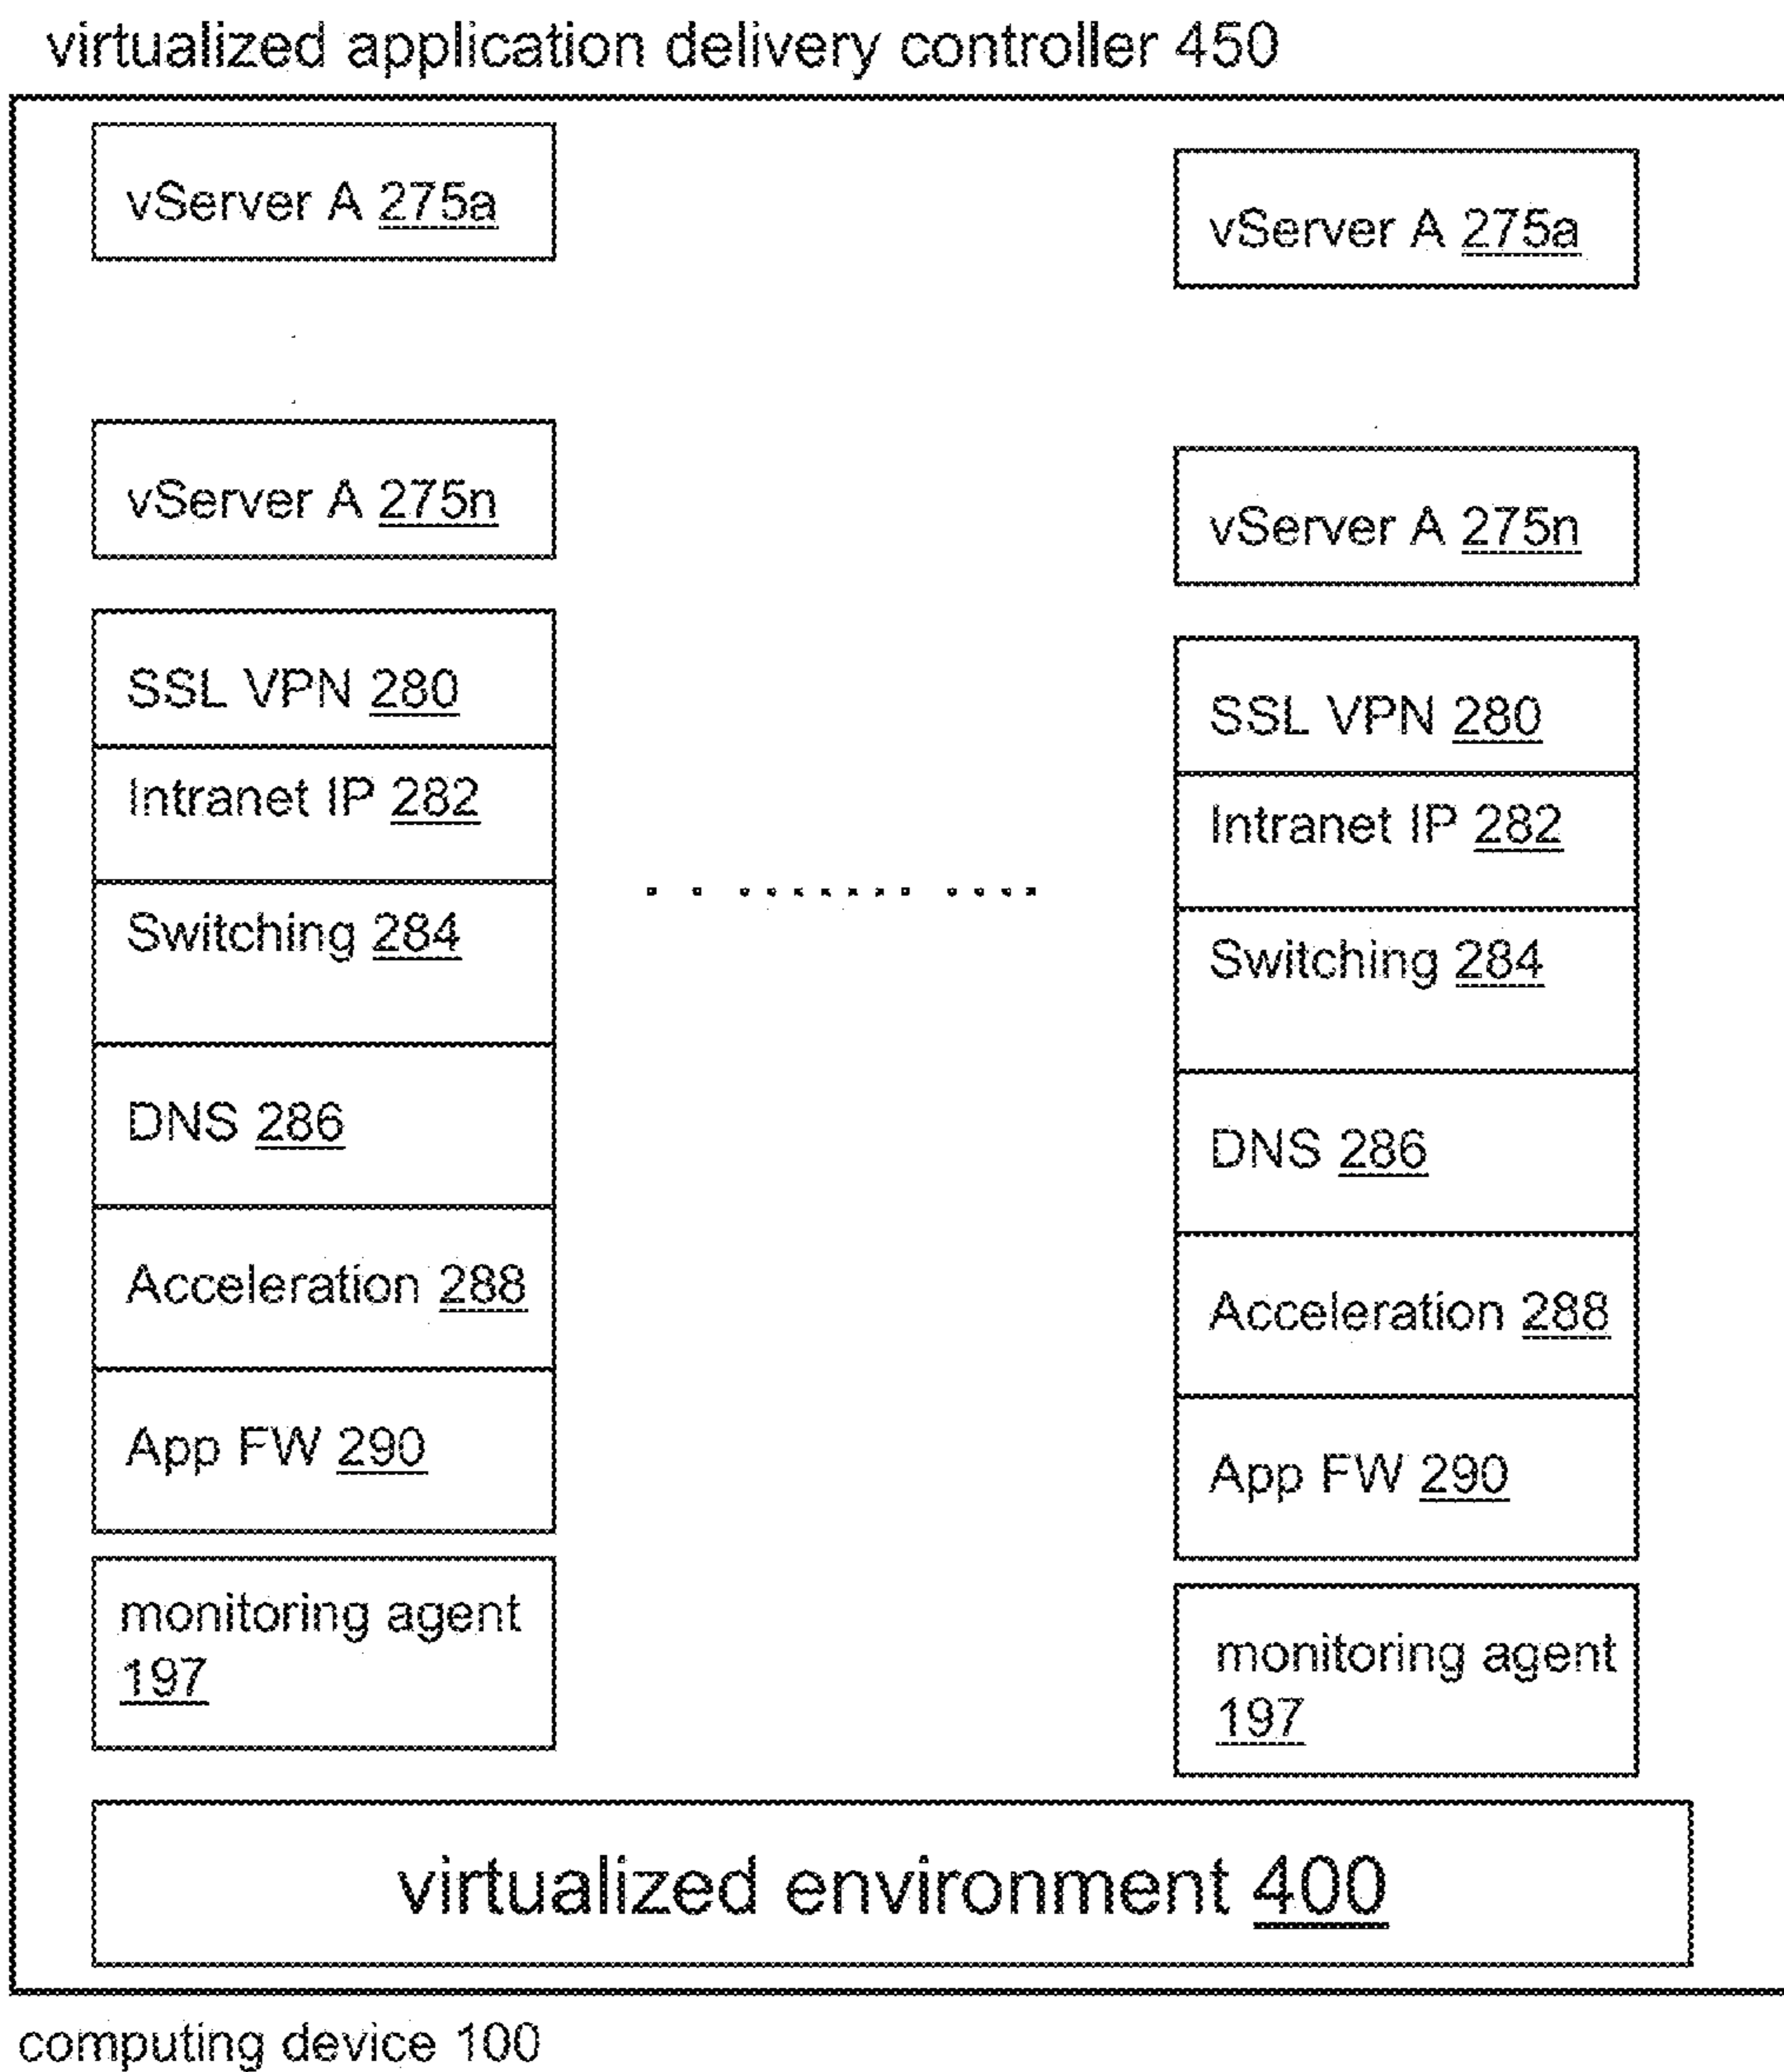 virtualized application delivery controller 450
vServer A 275a
vServer A 275n
SSL VPN 280
Intranet IP 282
Switching 284
DNS 286
Acceleration 288
App FW 290
monitoring agent
197
vServer A 275a
vServer A 275n
SSL VPN 280
Intranet IP 282
Switching 284
DNS 286
Acceleration 288
App FW 290
monitoring agent
197
virtualized environment 400
computing device 100